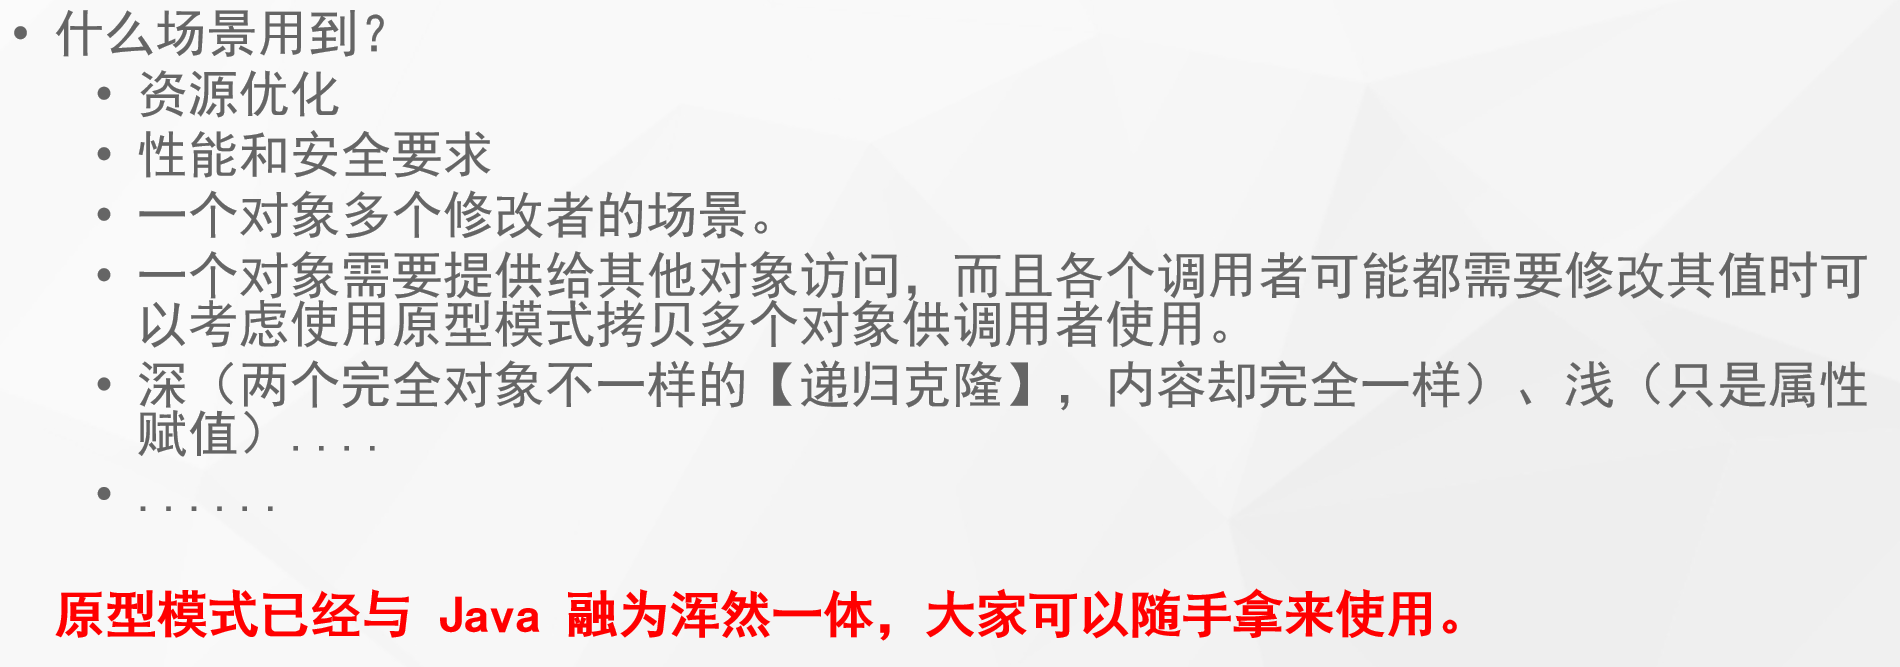 • 什么场景用到？
• 资源优化
• 性能和安全要求
• 一个对象多个修改者的场景。
• 一个对象需要提供给其他对象访问，而且各个调用者可能都需要修改其值时可
以考虑使用原型模式拷贝多个对象供调用者使用。
• 深（两个完全对象不一样的【递归克隆】，内容却完全一样）、浅（只是属性
赋值）....
• ......
原型模式已经与 Java 融为浑然一体，大家可以随手拿来使用。